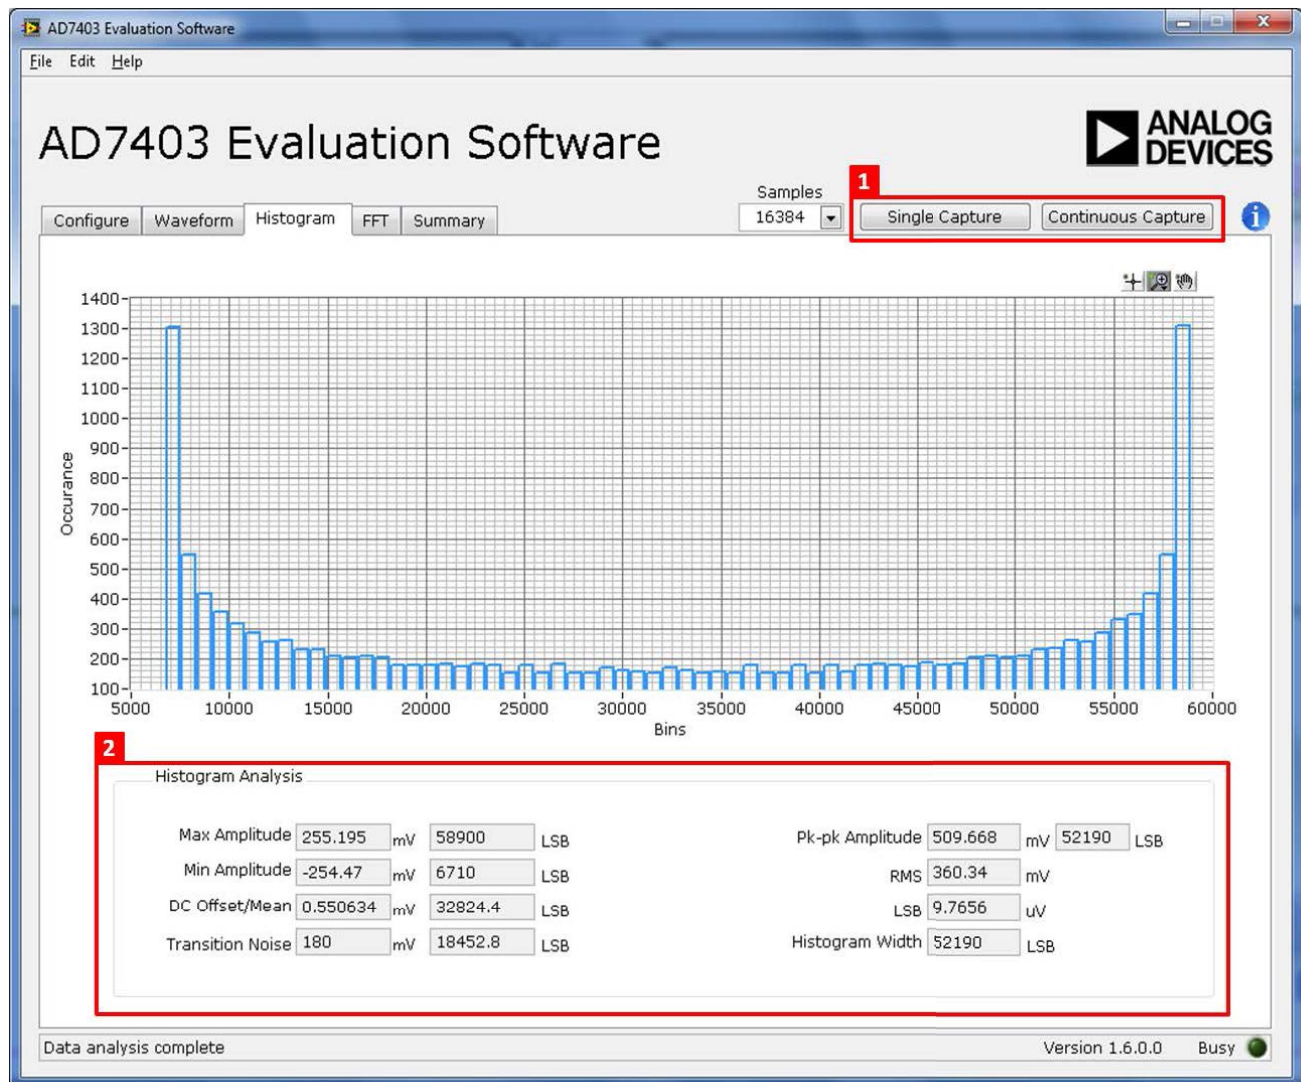 AD7403 Evaluation Software
File Edit Help
AD7403 Evaluation Software
ANALOG
DEVICES
Samples
1
Configure Waveform Histogram FFT Summary
16384 Single Capture Continuous Capture
1400
1300
1200
1100
1000
900
800
700
600
500
400
300
200
100
Occurance
5000 10000 15000 20000 25000 30000 35000 40000 45000 50000 55000 60000
Bins
2
Histogram Analysis
Max Amplitude 255.195 mV 58900 LSB Pk-pk Amplitude 509.668 mV 52190 LSB
Min Amplitude -254.47 mV 6710 LSB RMS 360.34 mV
DC Offset/Mean 0.550634 mV 32824.4 LSB LSB 9.7656 uV
Transition Noise 180 mV 18452.8 LSB Histogram Width 52190 LSB
Data analysis complete Version 1.6.0.0 Busy